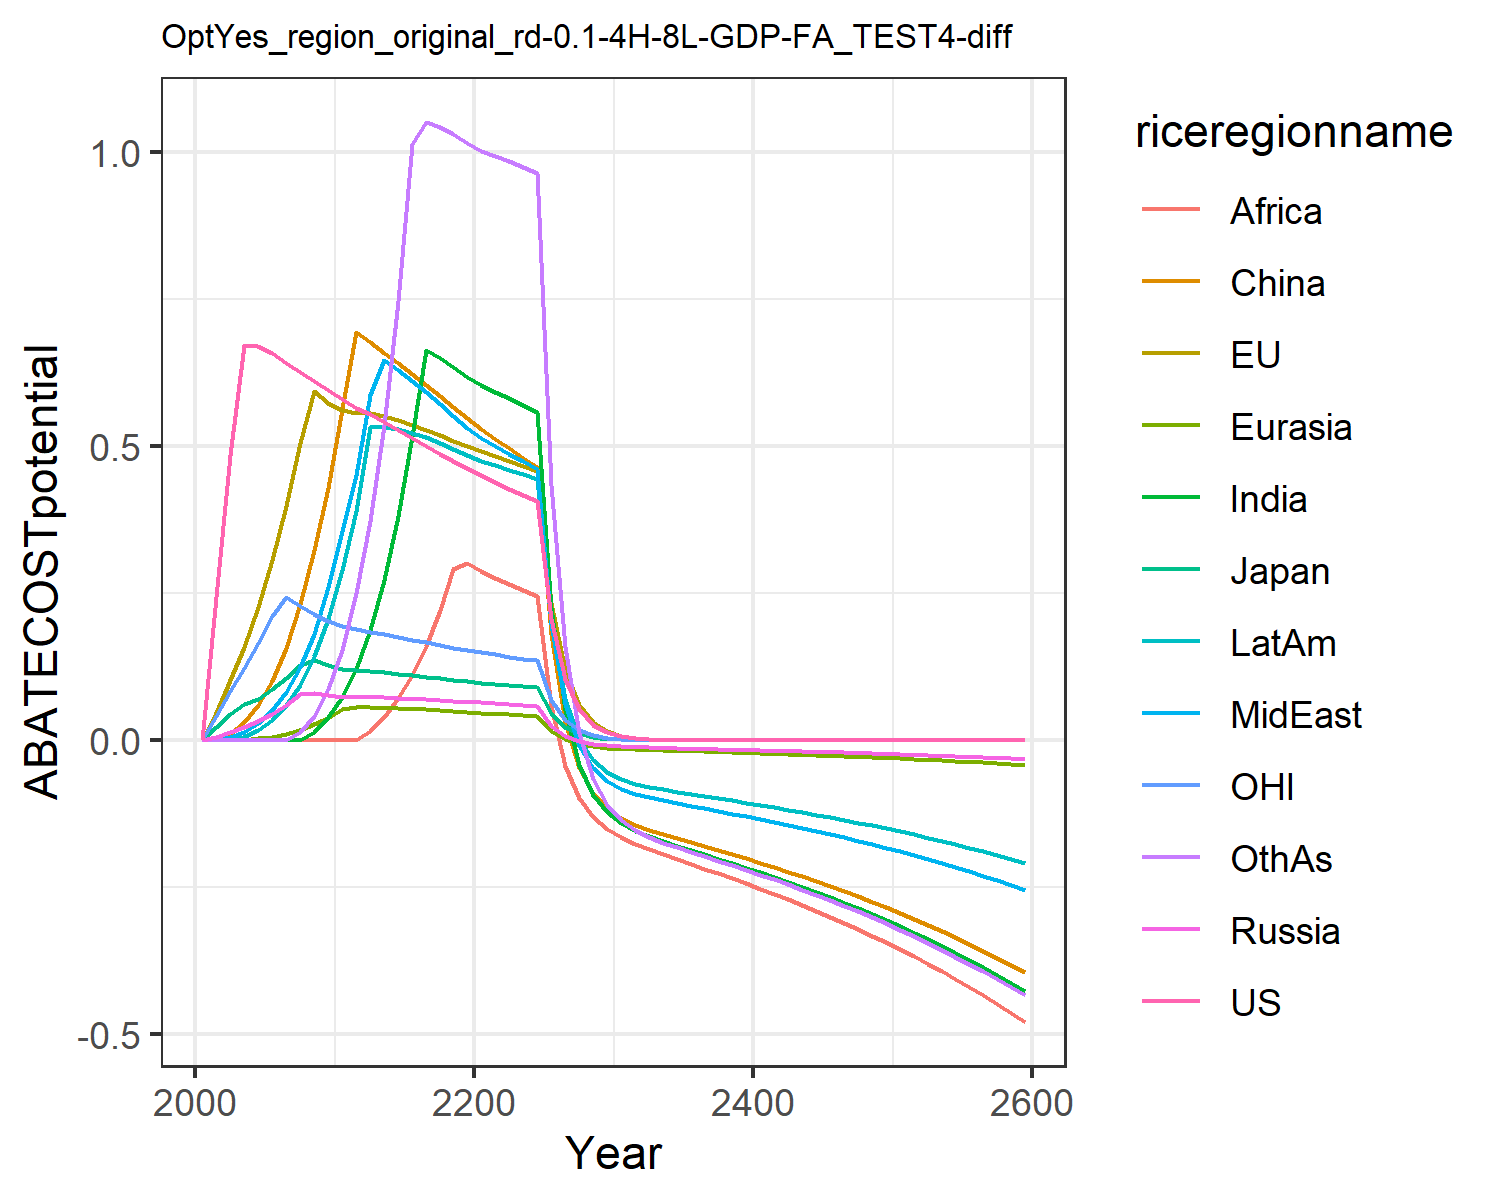 OptYes_region_original_rd-0.1-4H-8L-GDP-FA_TEST4-diff
1.0
0.5
0.0
-0.5
ABATECOSTpotential
2000
2200
2400
2600
Year
riceregionname
Africa
China
EU
Eurasia
India
Japan
LatAm
MidEast
OHI
OthAs
Russia
US